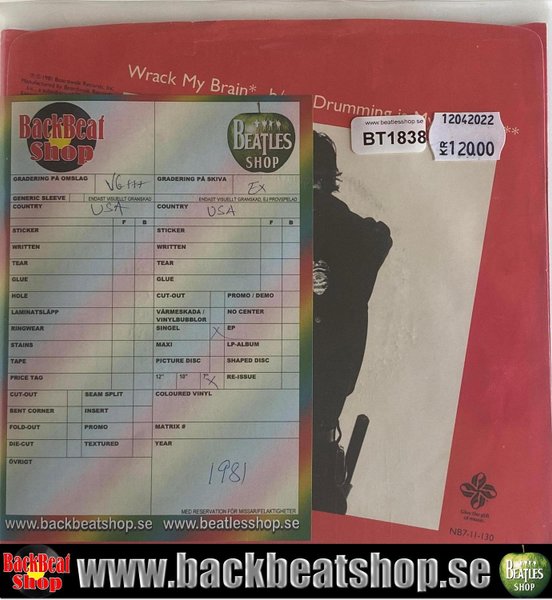 Wrack My Brain*
Drumming is
www.beatlesshop.se
BT1838
12042022
KR 120.00
BackBeat
Shop
BEATLES
SHOP
GRADERING PÅ OMSLAG VG+++ GRADERING PÅ SKIVA EX
GENERIC SLEEVE ENDAST VISUELLT GRANSKAD ENDAST VISUELLT GRANSKAD, EJ PROVSPELAD
COUNTRY USA COUNTRY USA
F B F B
STICKER STICKER
WRITTEN WRITTEN
TEAR TEAR
GLUE GLUE
HOLE CUT-OUT PROMO / DEMO
LAMINATSLÄPP VÄRMESKADA / VINYLBUBBLOR NO CENTER
RINGWEAR SINGEL X EP
STAINS MAXI LP-ALBUM
TAPE PICTURE DISC SHAPED DISC
PRICE TAG 12" 10" 7" X RE-ISSUE
CUT-OUT SEAM SPLIT COLOURED VINYL
BENT CORNER INSERT
FOLD-OUT PROMO MATRIX #
DIE-CUT TEXTURED YEAR
ÖVRIGT
1981
MED RESERVATION FÖR MISSAR/FELAKTIGHETER
www.backbeatshop.se www.beatlesshop.se
Give the gift
of music.
NB7-11-130
BackBeat
Shop
www.backbeatshop.se
BEATLES
SHOP